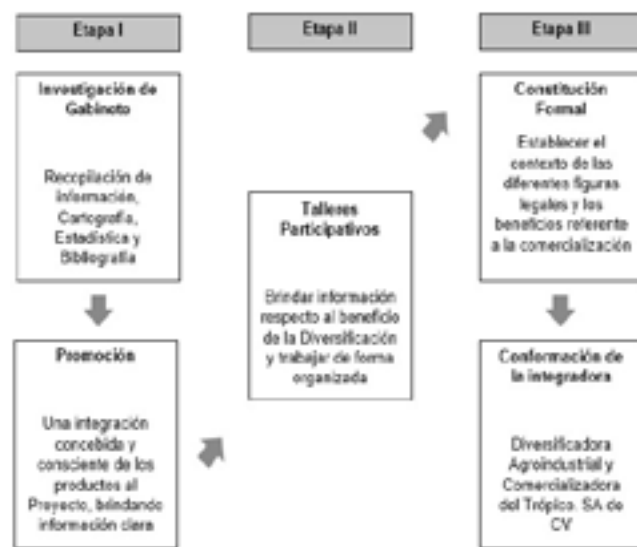 Etapa I
Investigación de
Gabinete
Recopilación de
información,
Cartografía,
Estadística y
Bibliografía
Promoción
Una integración
concebida y
consciente de los
productos al
Proyecto, brindando
información clara
Etapa II
Talleres
Participativos
Brindar información
respecto al beneficio
de la Diversificación
y trabajar de forma
organizada
Etapa III
Constitución
Formal
Establecer el
contexto de las
diferentes figuras
legales y los
beneficios referente
a la comercialización
Conformación de
la integradora
Diversificadora
Agroindustrial y
Comercializadora
del Trópico. SA de
CV